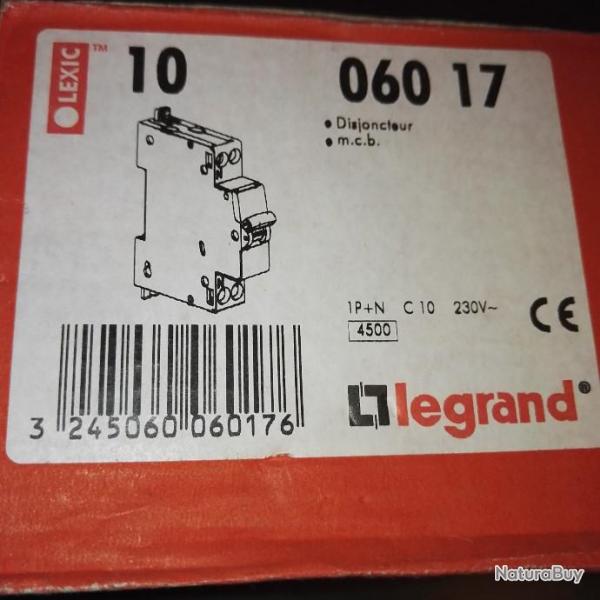 LEXIC™
10
060 17
• Disjoncteur
• m.c.b.
1P+N C 10 230V~
4500
CE
legrand®
3 245060 060176
NaturaBuy